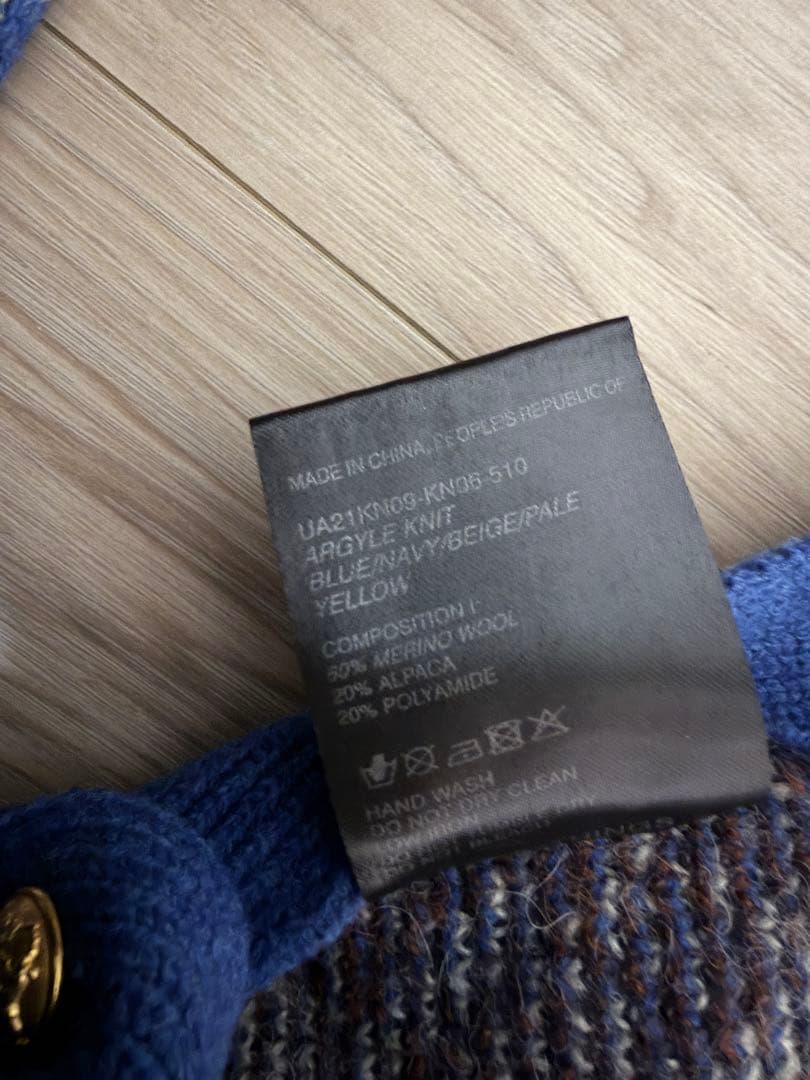 MADE IN CHINA, PEOPLE'S REPUBLIC OF
UA21KN09-KN06-510
ARGYLE KNIT
BLUE/NAVY/BEIGE/PALE
YELLOW
COMPOSITION I-
60% MERINO WOOL
20% ALPACA
20% POLYAMIDE
HAND WASH
DO NOT DRY CLEAN